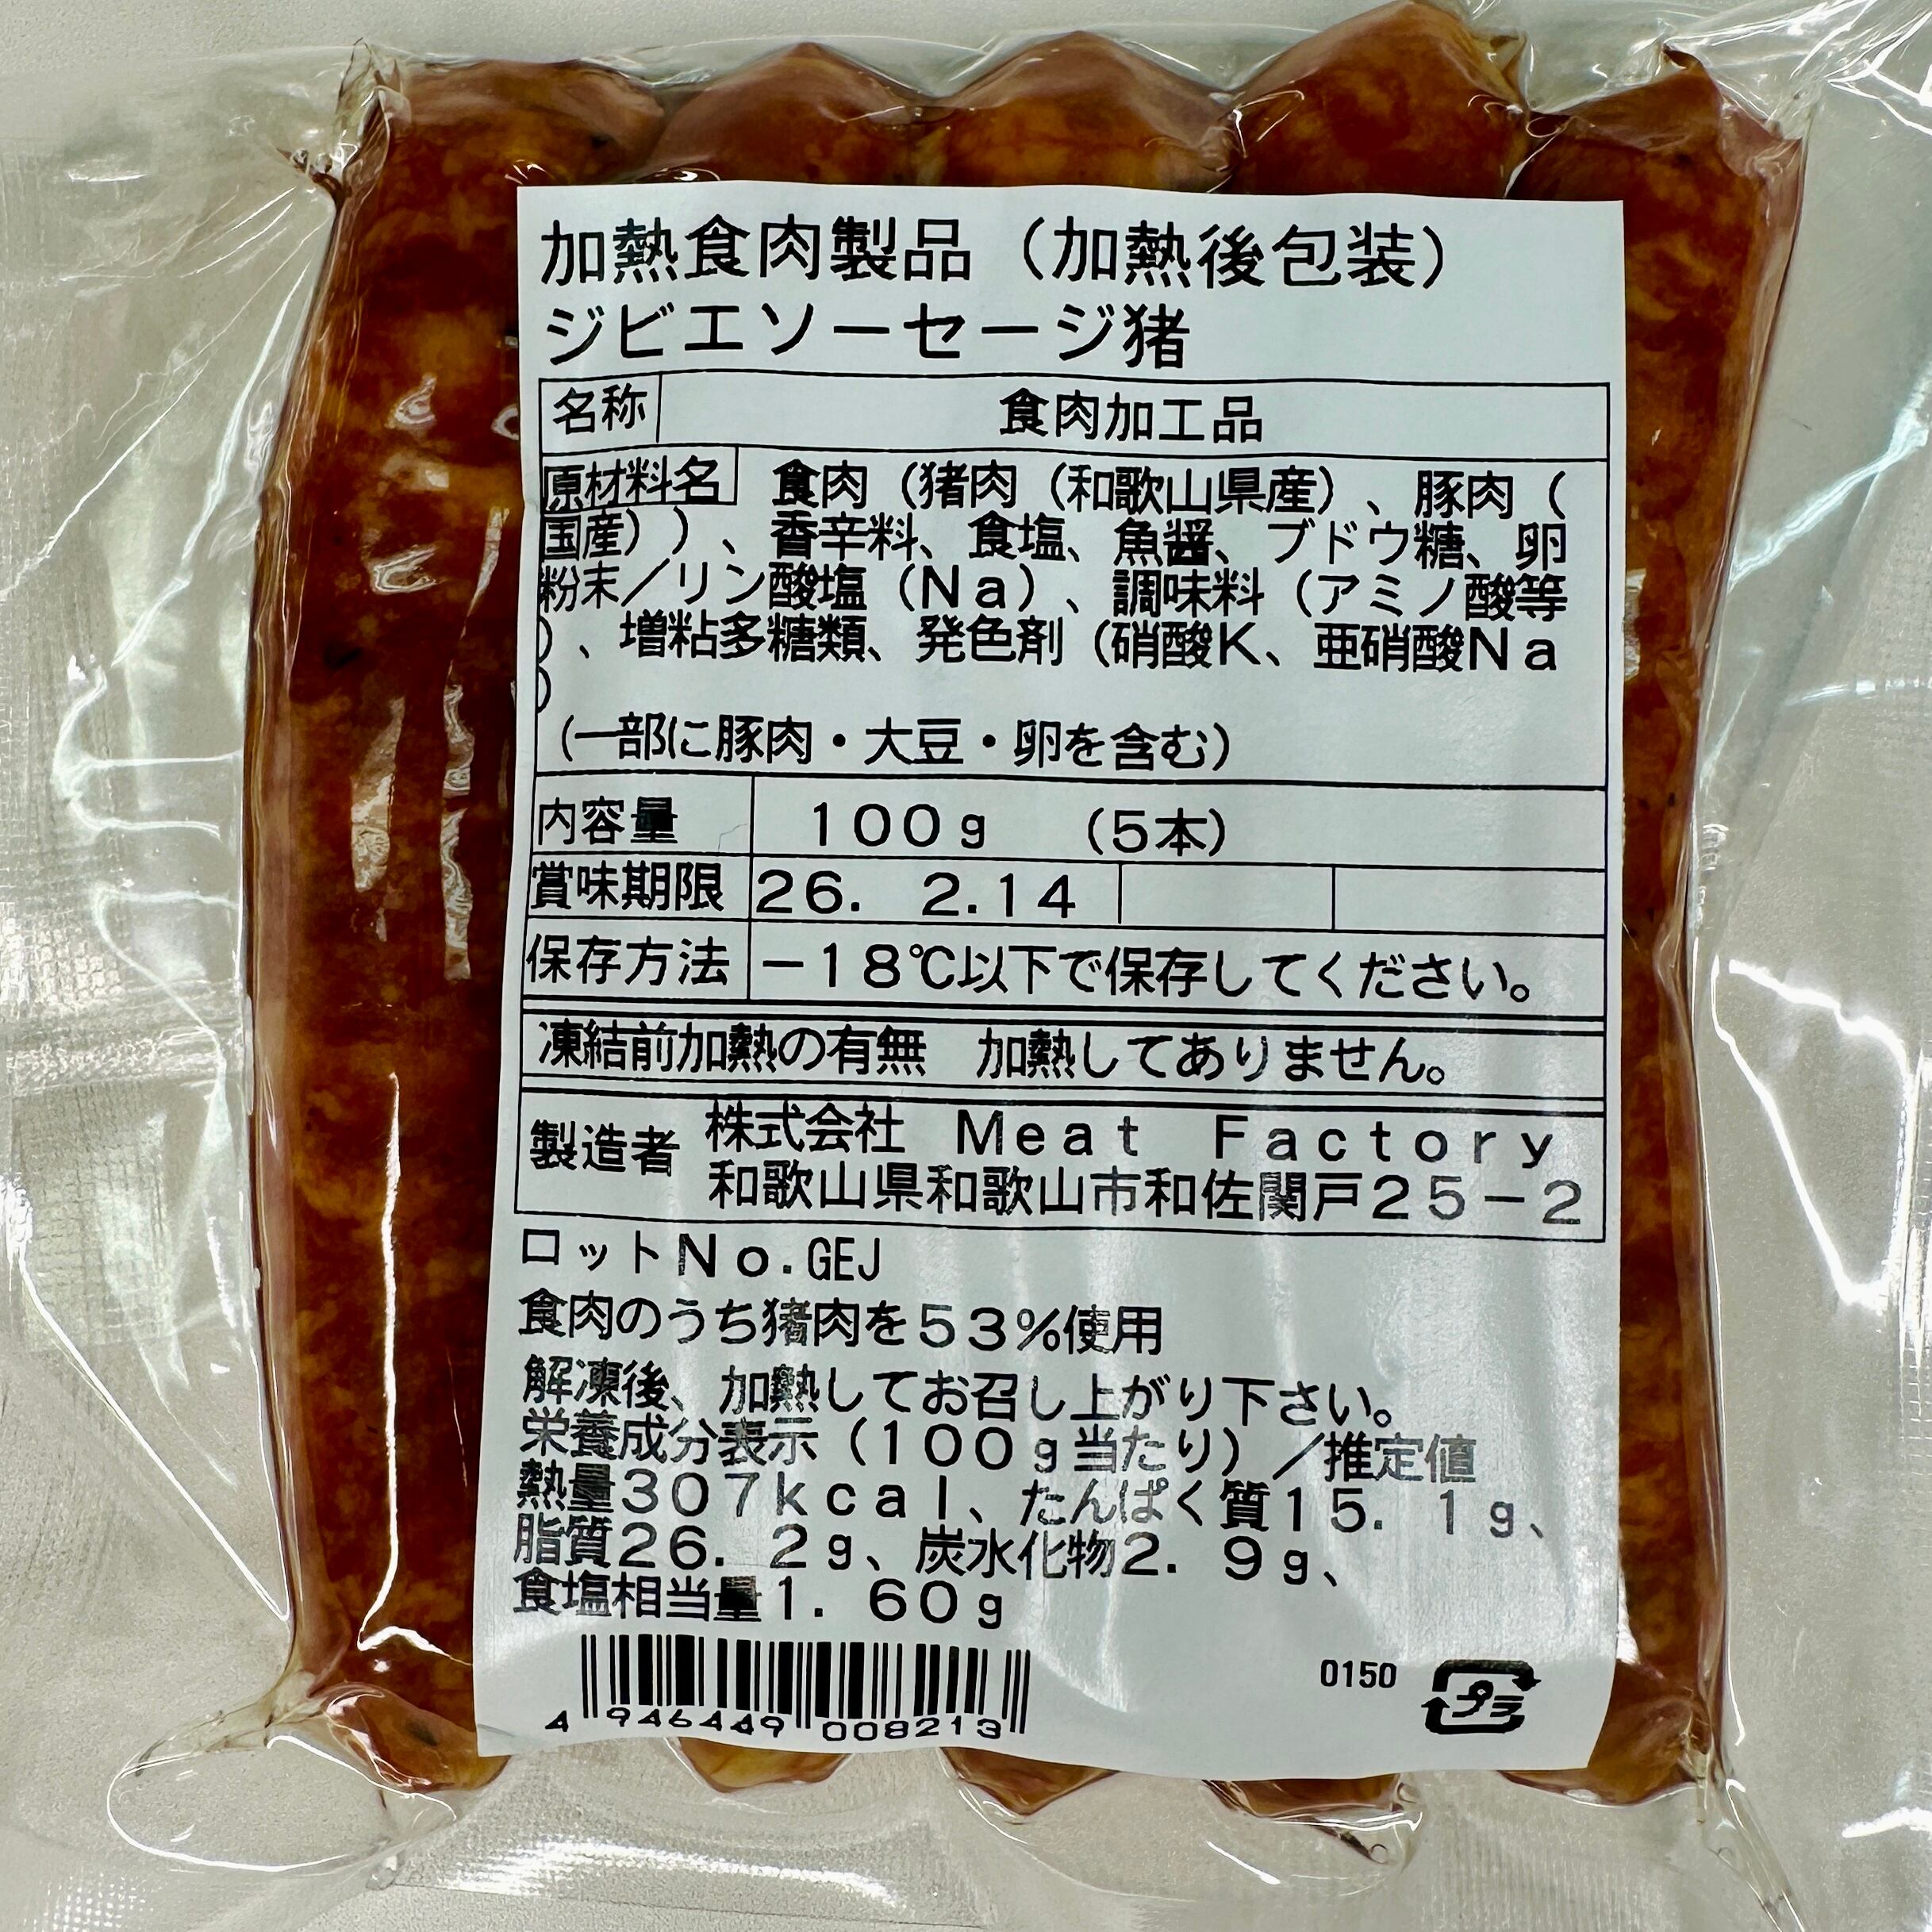 加熱食肉製品（加熱後包装）
ジビエソーセージ猪
名称 食肉加工品
原材料名 食肉（猪肉（和歌山県産）、豚肉（
国産））、香辛料、食塩、魚醤、ブドウ糖、卵
粉末／リン酸塩（Ｎａ）、調味料（アミノ酸等
）、増粘多糖類、発色剤（硝酸Ｋ、亜硝酸Ｎａ
）
（一部に豚肉・大豆・卵を含む）
内容量 １００ｇ （５本）
賞味期限 26. 2.14
保存方法 －１８℃以下で保存してください。
凍結前加熱の有無　加熱してありません。
製造者 株式会社　Ｍｅａｔ　Ｆａｃｔｏｒｙ
和歌山県和歌山市和佐関戸２５－２
ロットＮｏ.GEJ
食肉のうち猪肉を５３％使用
解凍後、加熱してお召し上がり下さい。
栄養成分表示（１００ｇ当たり）／推定値
熱量３０７ｋｃａｌ、たんぱく質１５．１ｇ、
脂質２６．２ｇ、炭水化物２．９ｇ、
食塩相当量１．６０ｇ
4 946449 008213
0150 プラ